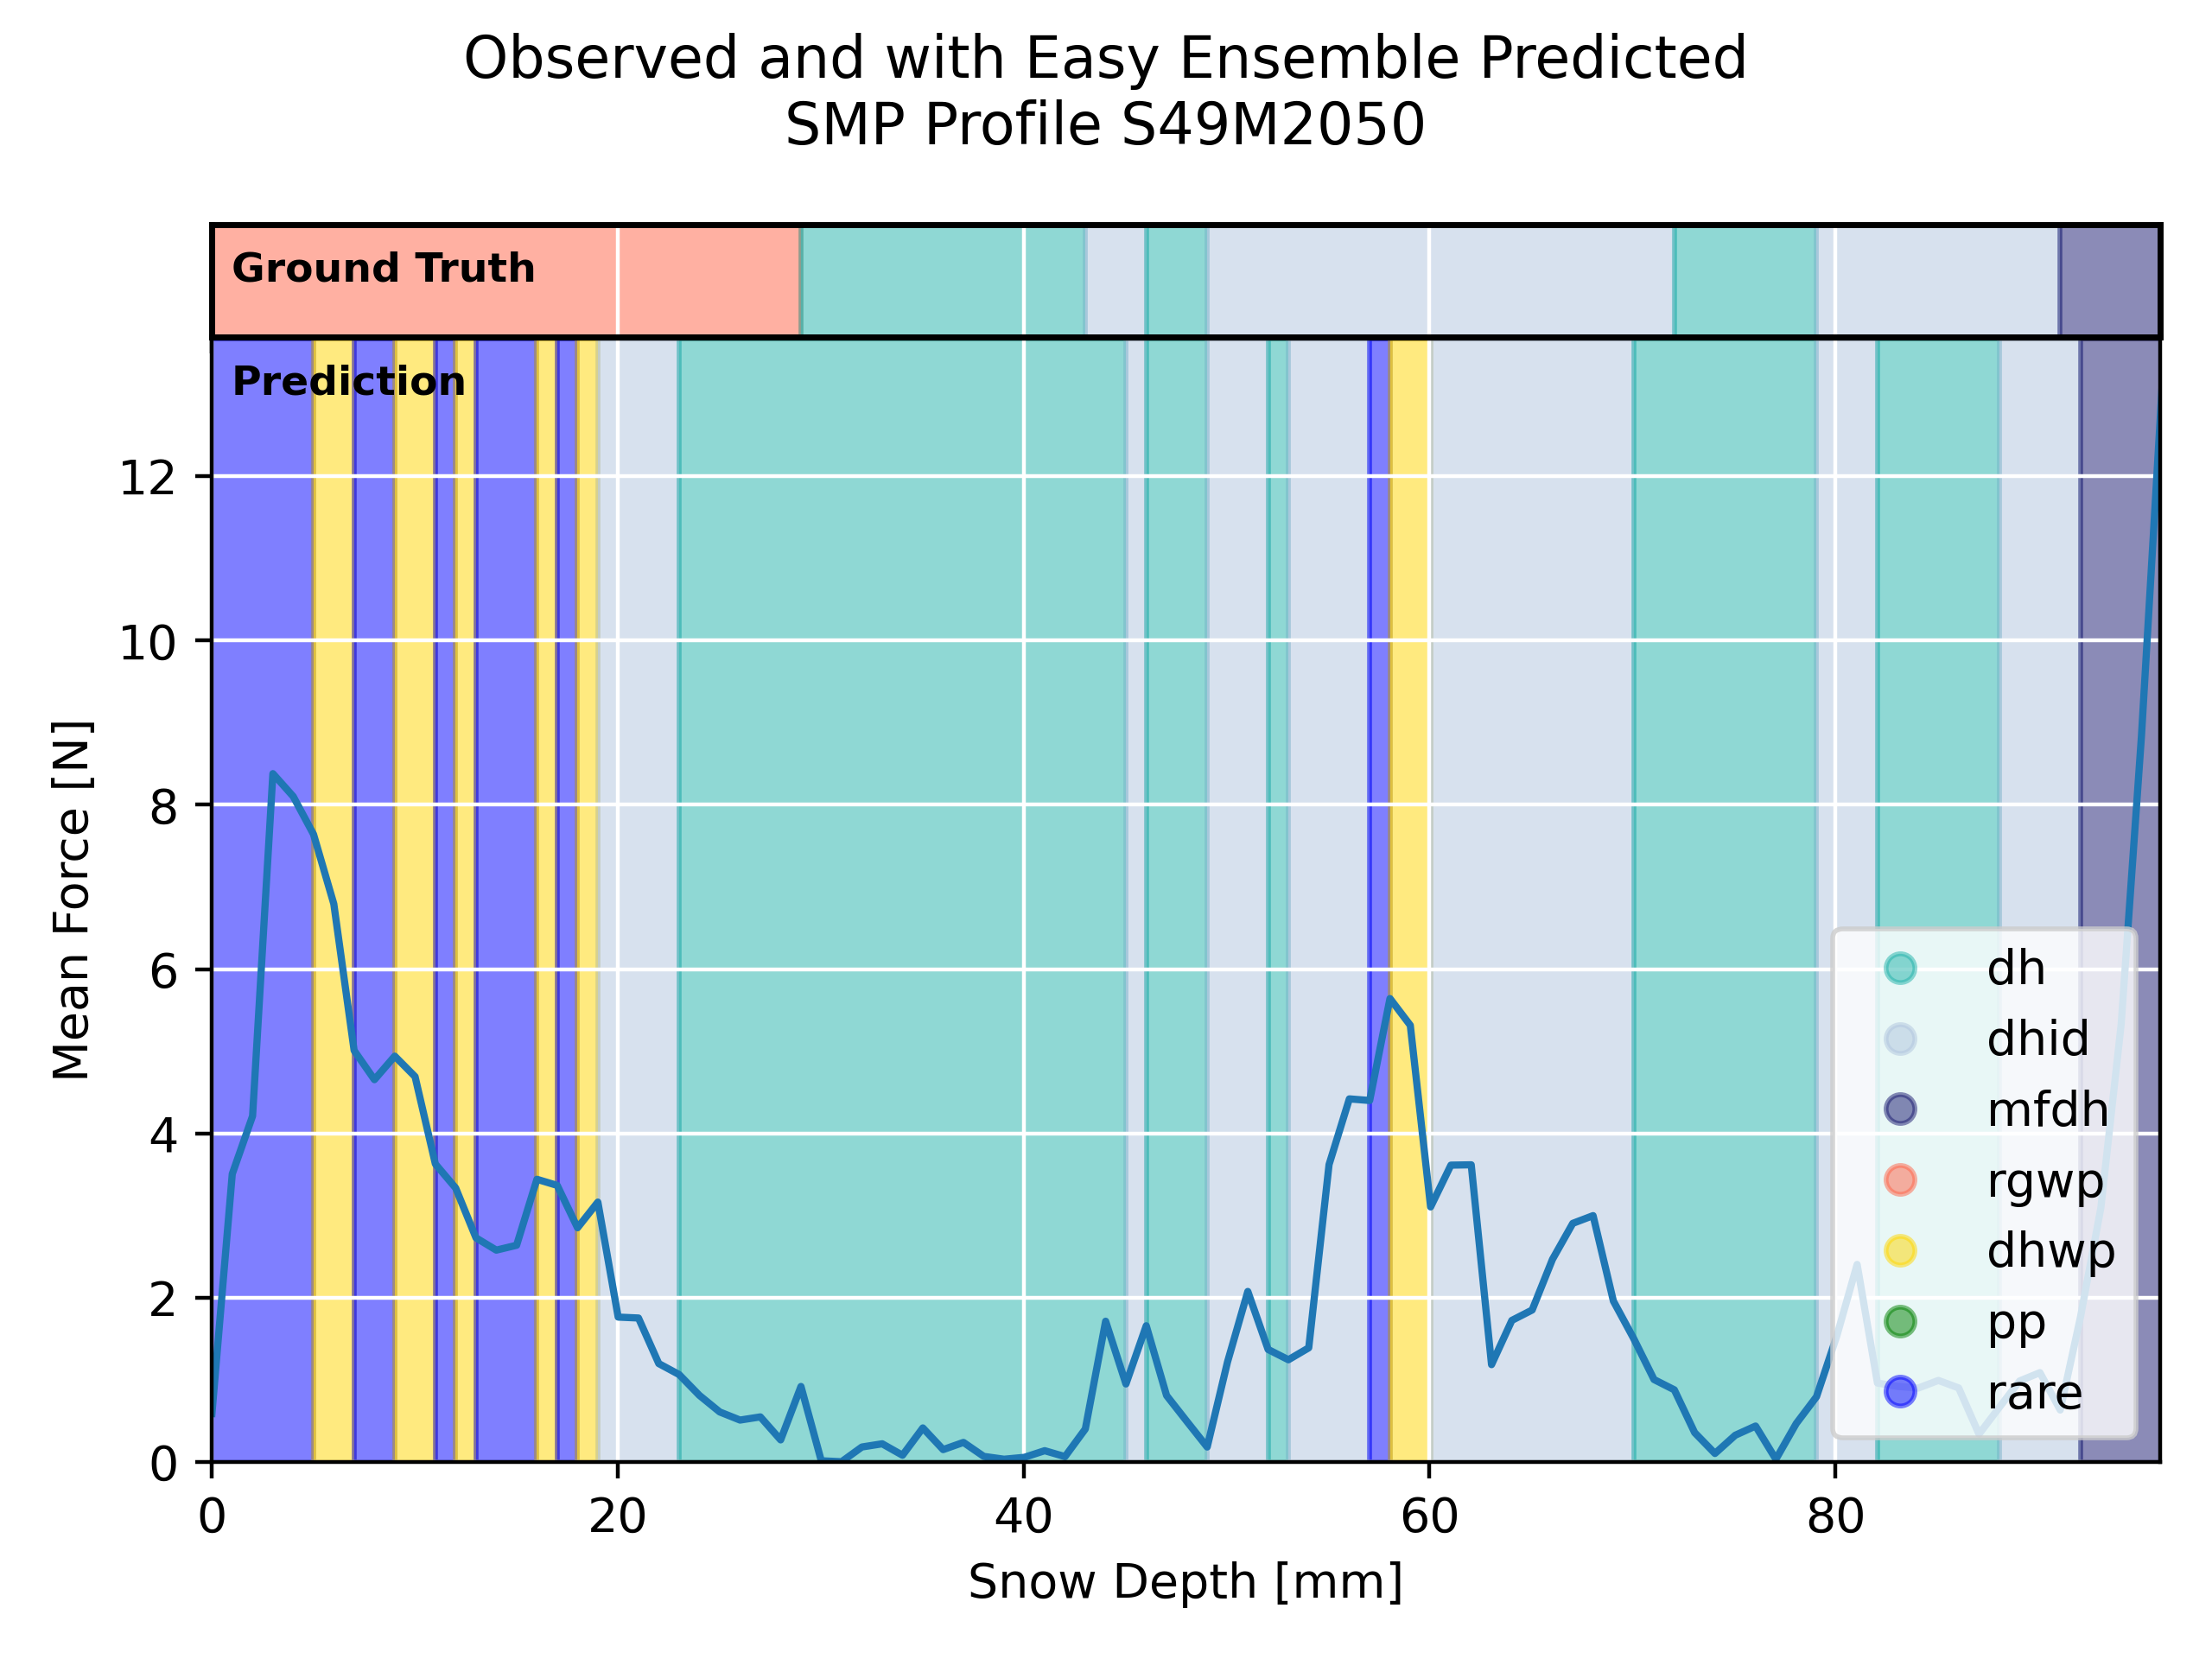 Observed and with Easy Ensemble Predicted
SMP Profile S49M2050
Ground Truth
Prediction
12
10
8
6
4
2
0
Mean Force [N]
dh
dhid
mfdh
rgwp
dhwp
pp
rare
0 20 40 60 80
Snow Depth [mm]